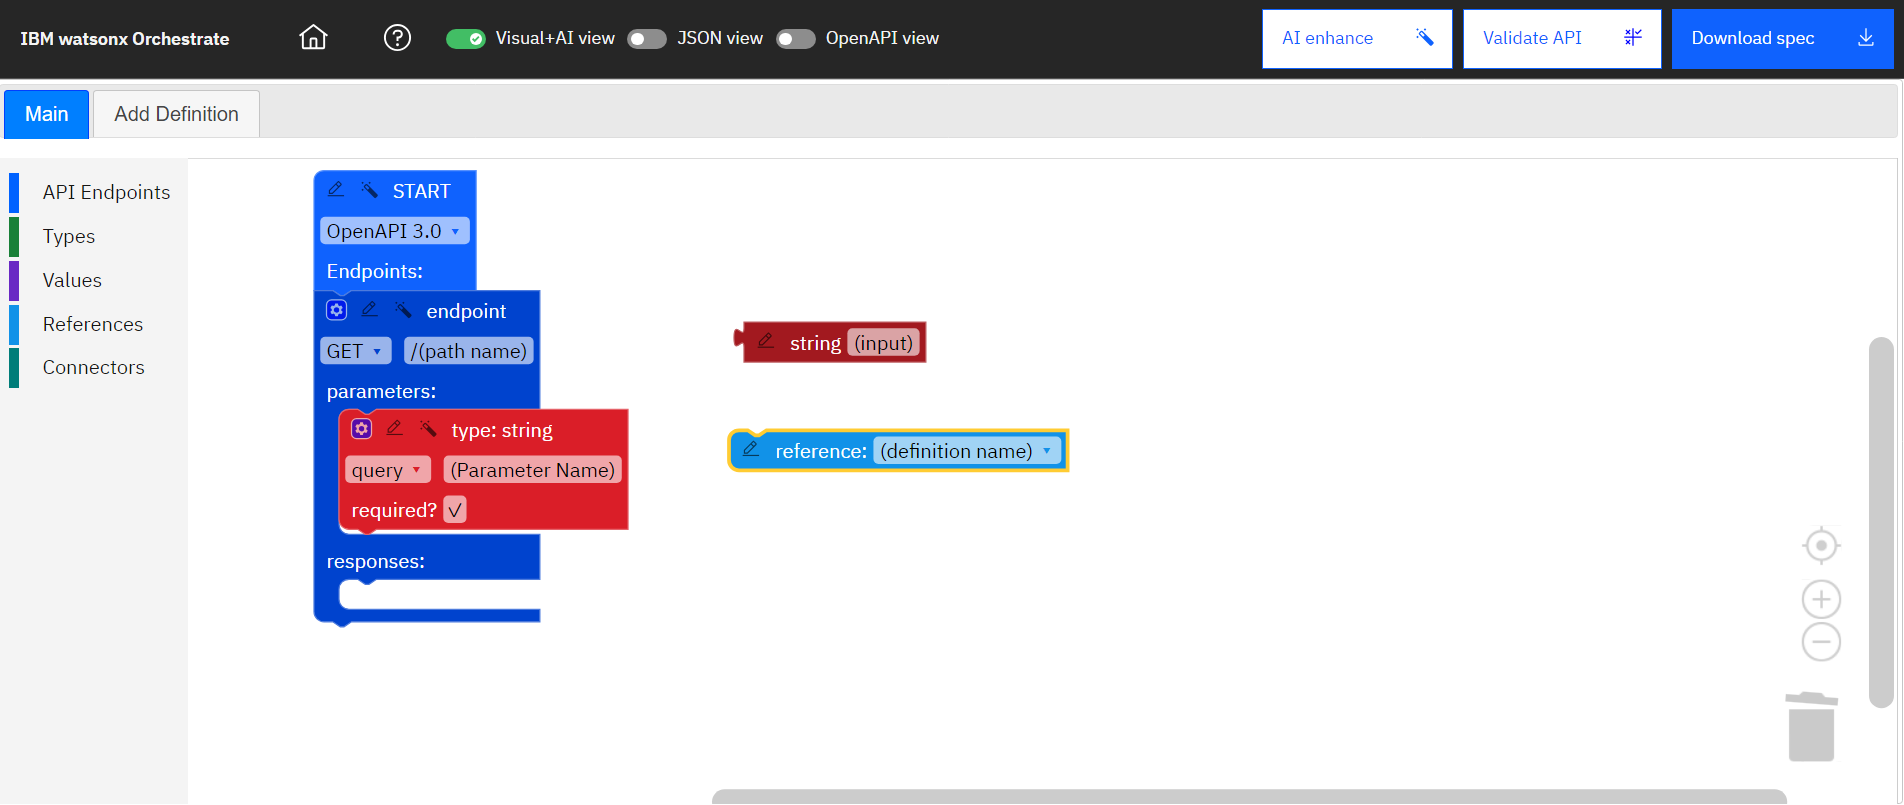 IBM watsonx Orchestrate
Visual+AI view
JSON view
OpenAPI view
AI enhance
Validate API
Download spec
Main
Add Definition
API Endpoints
Types
Values
References
Connectors
START
OpenAPI 3.0
Endpoints:
endpoint
GET
/(path name)
parameters:
type: string
query
(Parameter Name)
required?
responses:
string (input)
reference: (definition name)